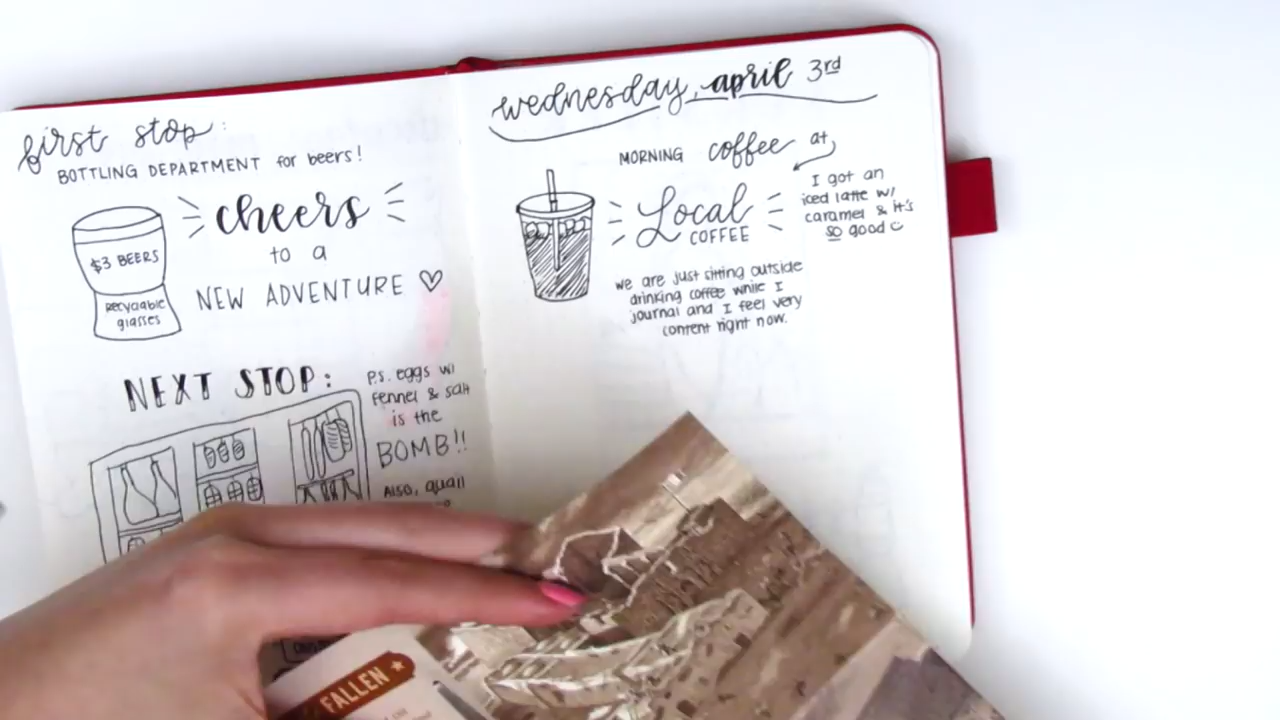 first stop:
BOTTLING DEPARTMENT for beers!
cheers
to a
NEW ADVENTURE ♡
$3 BEERS
recyclable
glasses
NEXT STOP:
p.s. eggs w/
fennel & salt
is the
BOMB!!
Also, quail
wednesday, april 3rd
MORNING coffee at
Local
COFFEE
I got an
iced latte w/
caramel & it's
so good ☺
we are just sitting outside
drinking coffee while I
journal and I feel very
content right now.
FALLEN